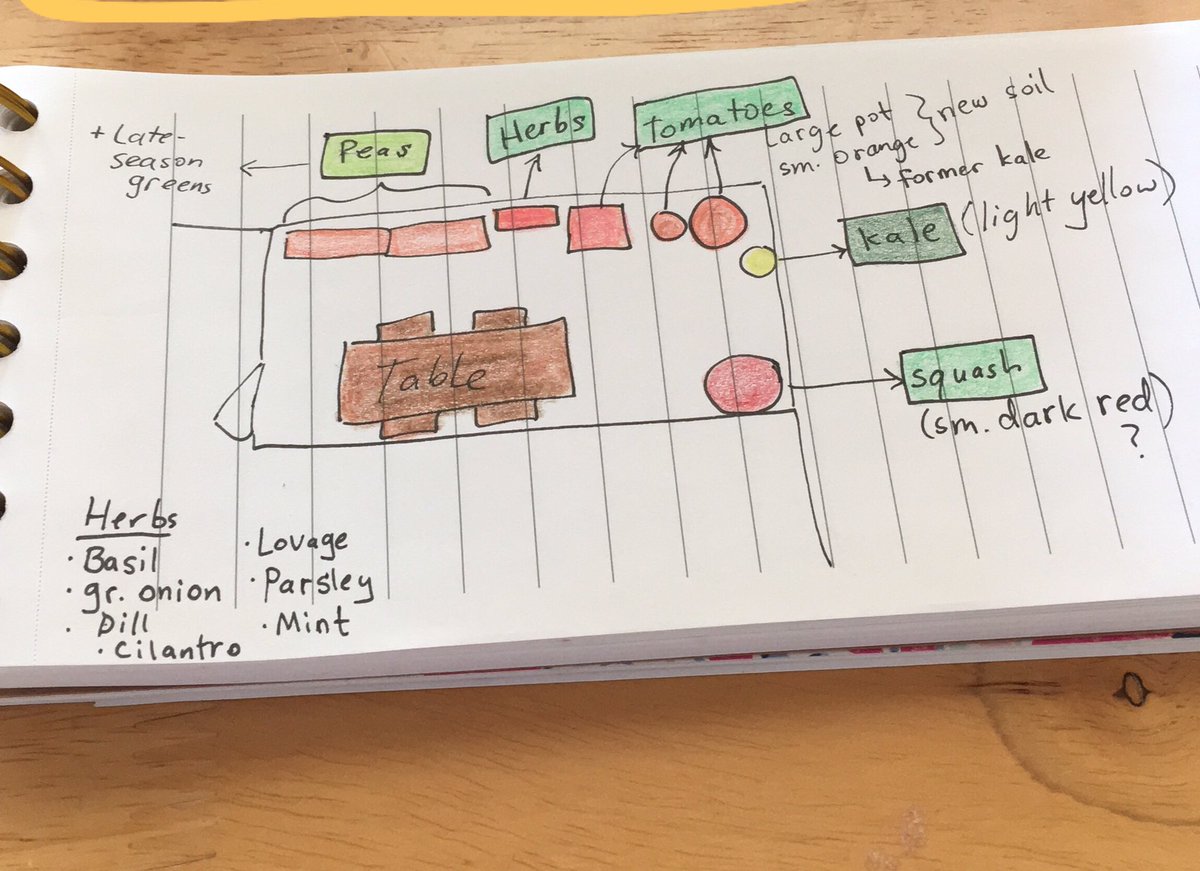 + Late-
season
greens
Peas
Herbs
tomatoes
Large pot
sm. orange
} new soil
↳ former kale
kale
(light yellow)
Table
squash
(sm. dark red)
?
Herbs
· Basil
· gr. onion
· Dill
· cilantro
· Lovage
· Parsley
· Mint